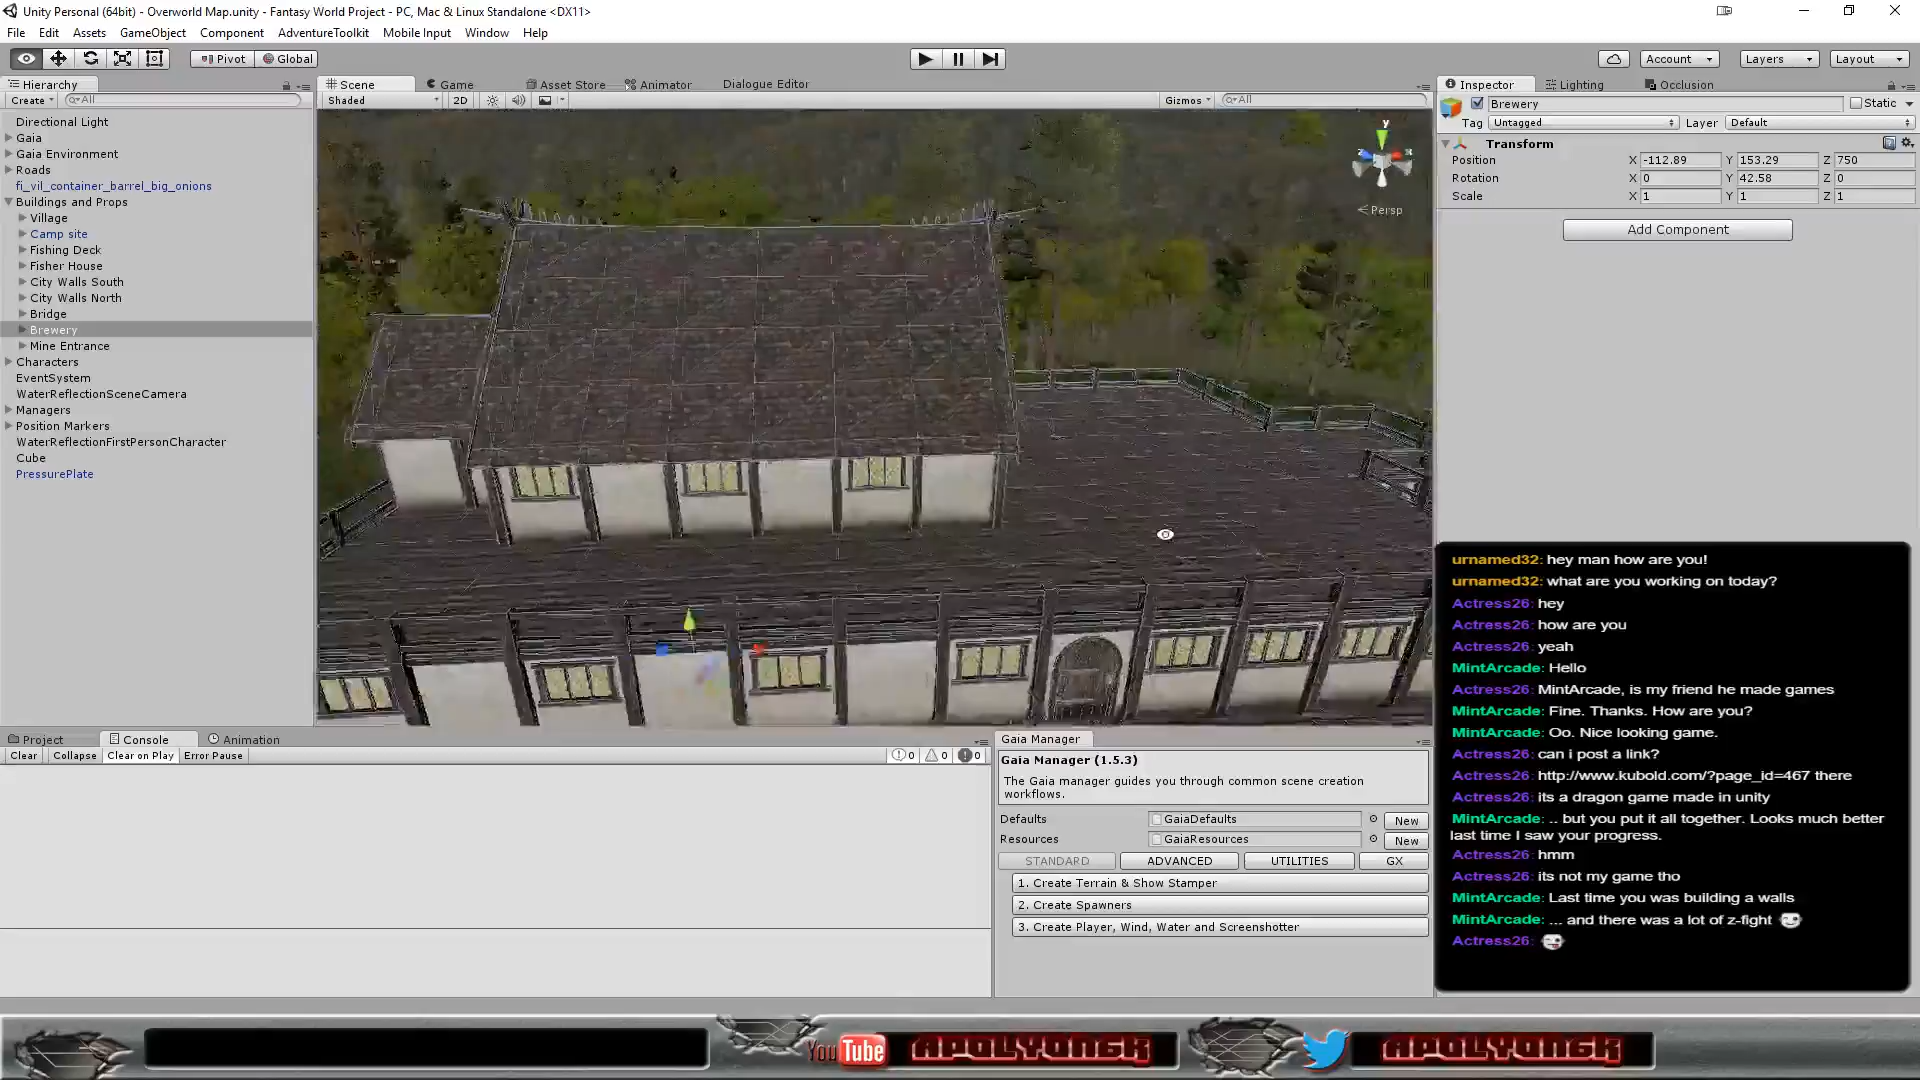 Unity Personal (64bit) - Overworld Map.unity - Fantasy World Project - PC, Mac & Linux Standalone <DX11>
File Edit Assets GameObject Component AdventureToolkit Mobile Input Window Help
Pivot Global Account Layers Layout
Hierarchy
Create All
Directional Light
Gaia
Gaia Environment
Roads
fi_vil_container_barrel_big_onions
Buildings and Props
Village
Camp site
Fishing Deck
Fisher House
City Walls South
City Walls North
Bridge
Brewery
Mine Entrance
Characters
EventSystem
WaterReflectionSceneCamera
Managers
Position Markers
WaterReflectionFirstPersonCharacter
Cube
PressurePlate
Scene Game Asset Store Animator Dialogue Editor
Shaded 2D Gizmos All
y
x
z
Persp
Inspector Lighting Occlusion
Brewery Static
Tag Untagged Layer Default
Transform
Position X -112.89 Y 153.29 Z 750
Rotation X 0 Y 42.58 Z 0
Scale X 1 Y 1 Z 1
Add Component
Project Console Animation
Clear Collapse Clear on Play Error Pause 0 0 0
Gaia Manager
Gaia Manager (1.5.3)
The Gaia manager guides you through common scene creation
workflows.
Defaults GaiaDefaults New
Resources GaiaResources New
STANDARD ADVANCED UTILITIES GX
1. Create Terrain & Show Stamper
2. Create Spawners
3. Create Player, Wind, Water and Screenshotter
urnamed32: hey man how are you!
urnamed32: what are you working on today?
Actress26: hey
Actress26: how are you
Actress26: yeah
MintArcade: Hello
Actress26: MintArcade, is my friend he made games
MintArcade: Fine. Thanks. How are you?
MintArcade: Oo. Nice looking game.
Actress26: can i post a link?
Actress26: http://www.kubold.com/?page_id=467 there
Actress26: its a dragon game made in unity
MintArcade: .. but you put it all together. Looks much better
last time I saw your progress.
Actress26: hmm
Actress26: its not my game tho
MintArcade: Last time you was building a walls
MintArcade: ... and there was a lot of z-fight
Actress26:
YouTube APOLYONGK APOLYONGK